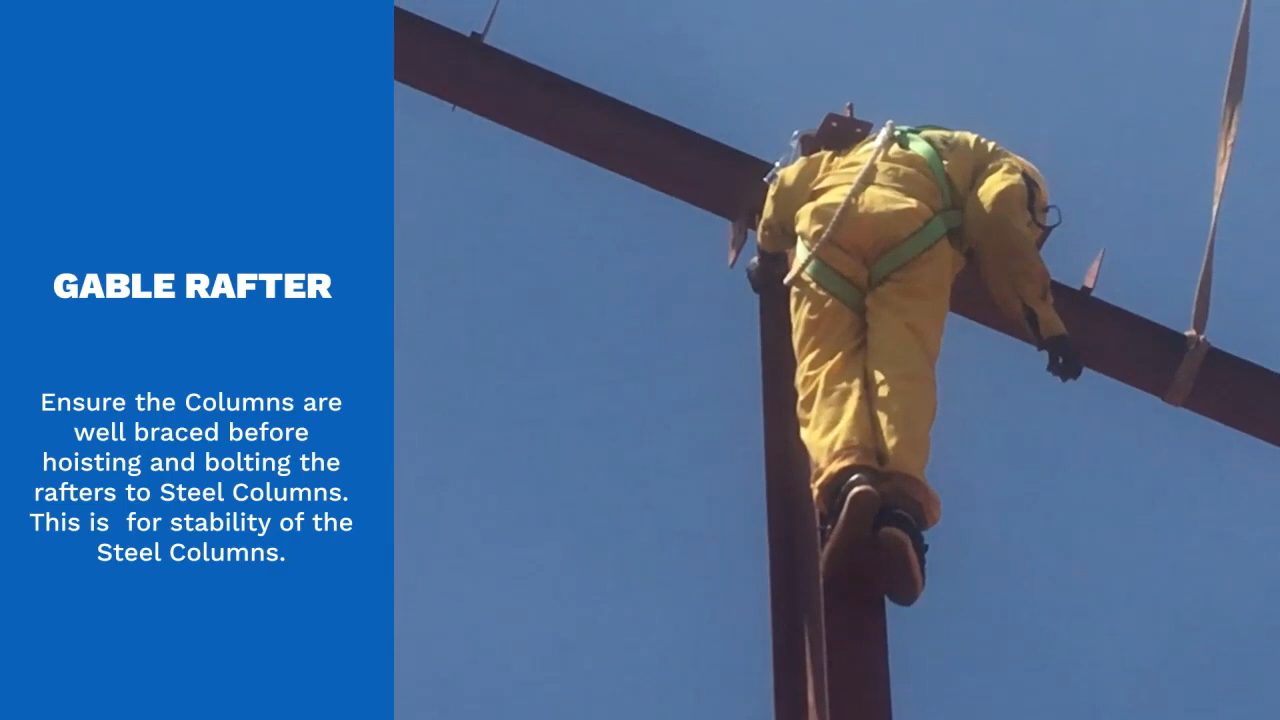 GABLE RAFTER
Ensure the Columns are
well braced before
hoisting and bolting the
rafters to Steel Columns.
This is  for stability of the
Steel Columns.